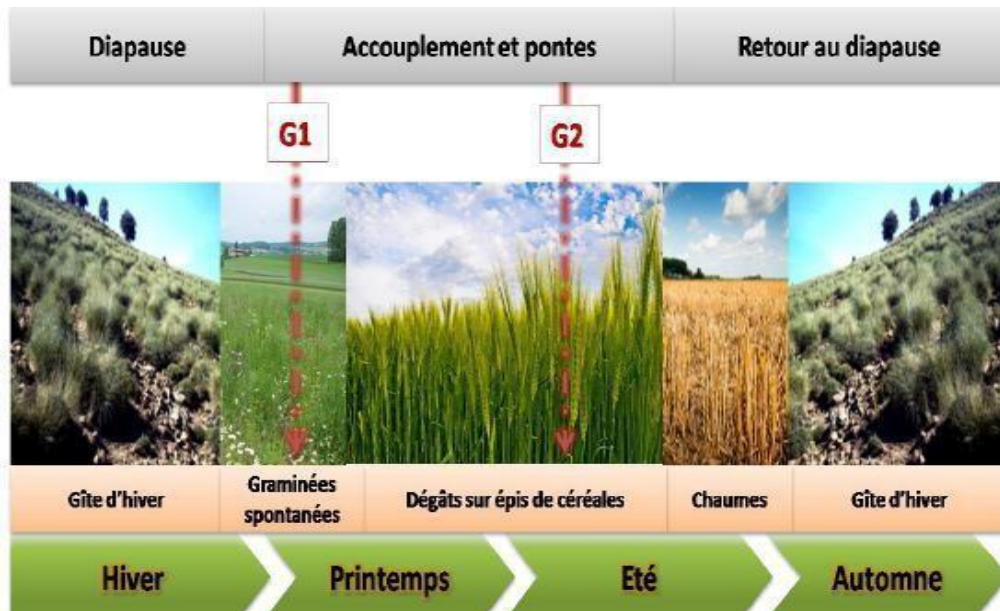 Diapause
Accouplement et pontes
Retour au diapause
G1
G2
Gîte d'hiver
Graminées
spontanées
Dégâts sur épis de céréales
Chaumes
Gîte d'hiver
Hiver
Printemps
Eté
Automne